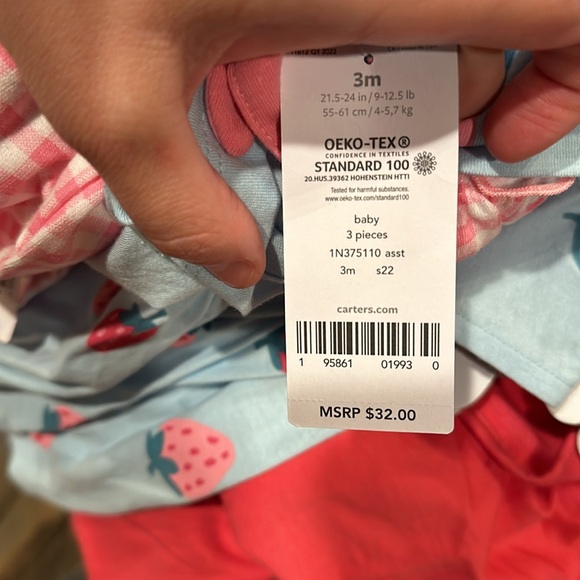 3m
21.5-24 in / 9-12.5 lb
55-61 cm / 4-5,7 kg
OEKO-TEX®
CONFIDENCE IN TEXTILES
STANDARD 100
20.HUS.39362 HOHENSTEIN HTTI
Tested for harmful substances.
www.oeko-tex.com/standard100
baby
3 pieces
1N375110 asst
3m s22
carters.com
1 95861 01993 0
MSRP $32.00